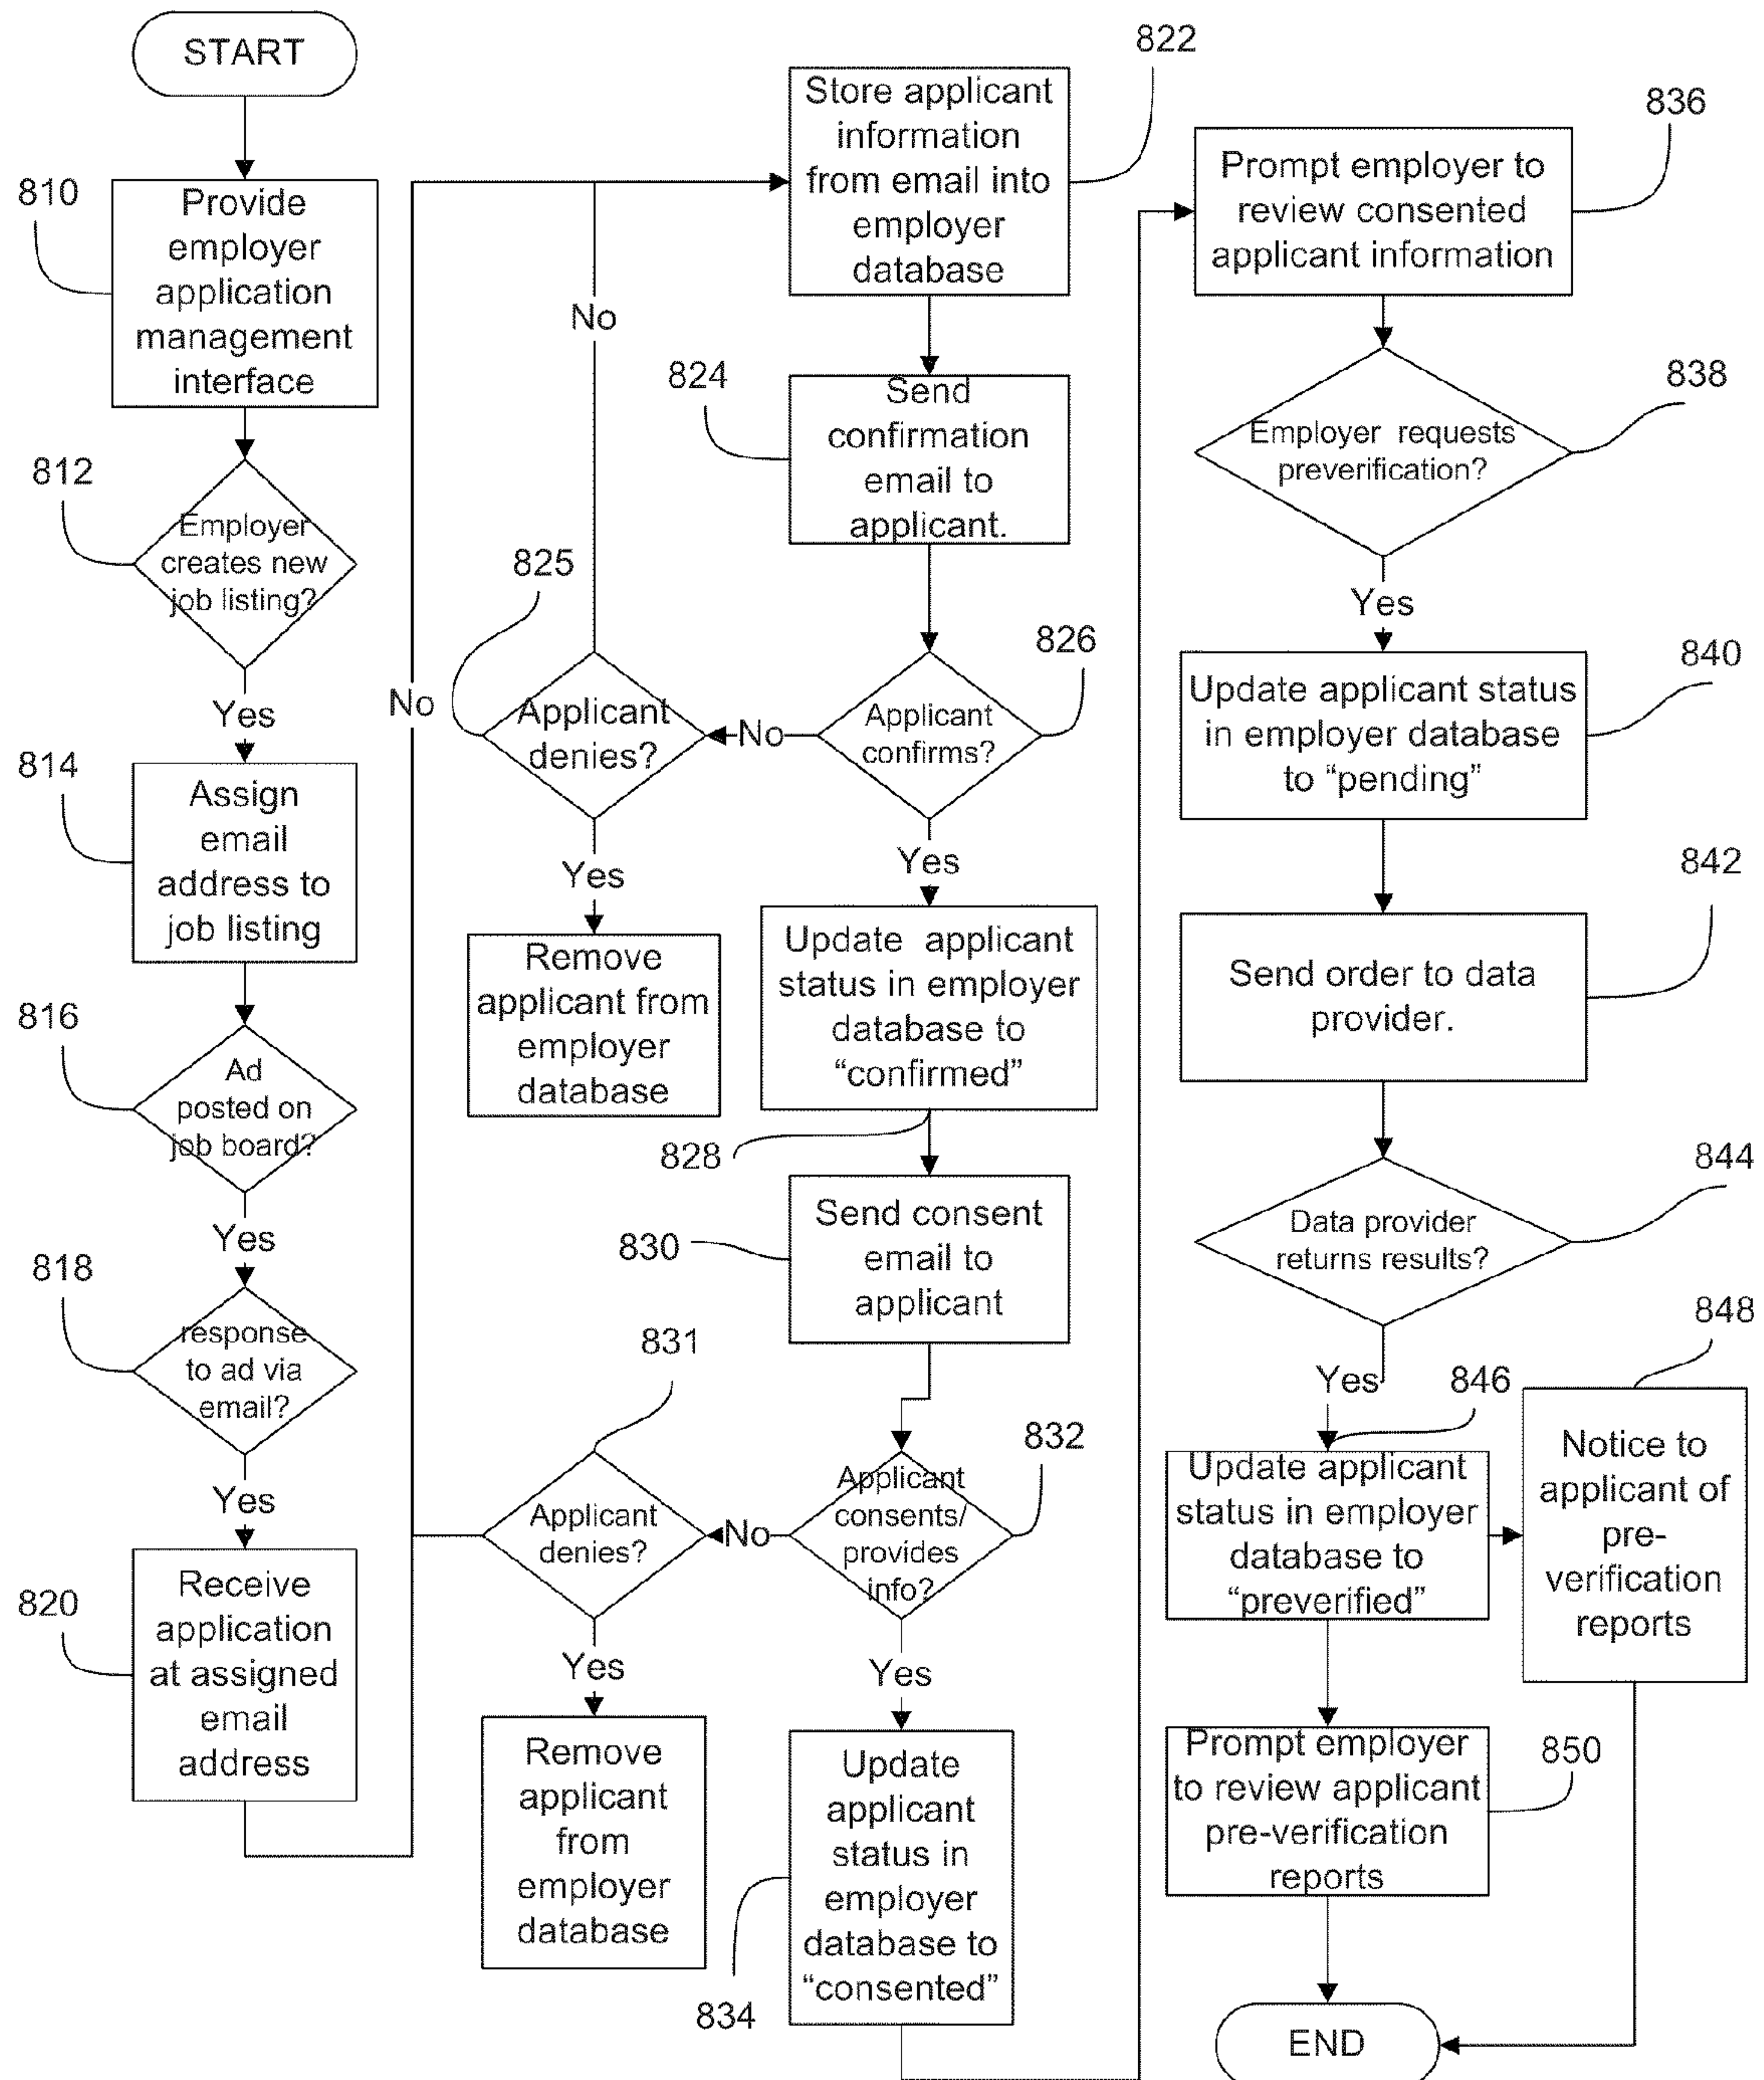 START
810
Provide
employer
application
management
interface
812
Employer
creates new
job listing?
Yes
814
Assign
email
address to
job listing
816
Ad
posted on
job board?
Yes
818
response
to ad via
email?
Yes
820
Receive
application
at assigned
email
address
No
822
Store applicant
information
from email into
employer
database
No
824
Send
confirmation
email to
applicant.
825
Applicant
denies?
No
826
Applicant
confirms?
Yes
Remove
applicant from
employer
database
Yes
Update applicant
status in employer
database to
“confirmed”
828
830
Send consent
email to
applicant
831
Applicant
denies?
No
832
Applicant
consents/
provides
info?
Yes
Remove
applicant
from
employer
database
Yes
Update
applicant
status in
employer
database to
“consented”
834
836
Prompt employer to
review consented
applicant information
838
Employer requests
preverification?
Yes
840
Update applicant status
in employer database
to “pending”
842
Send order to data
provider.
844
Data provider
returns results?
Yes
846
Update applicant
status in employer
database to
“preverified”
848
Notice to
applicant of
pre-
verification
reports
850
Prompt employer
to review applicant
pre-verification
reports
END